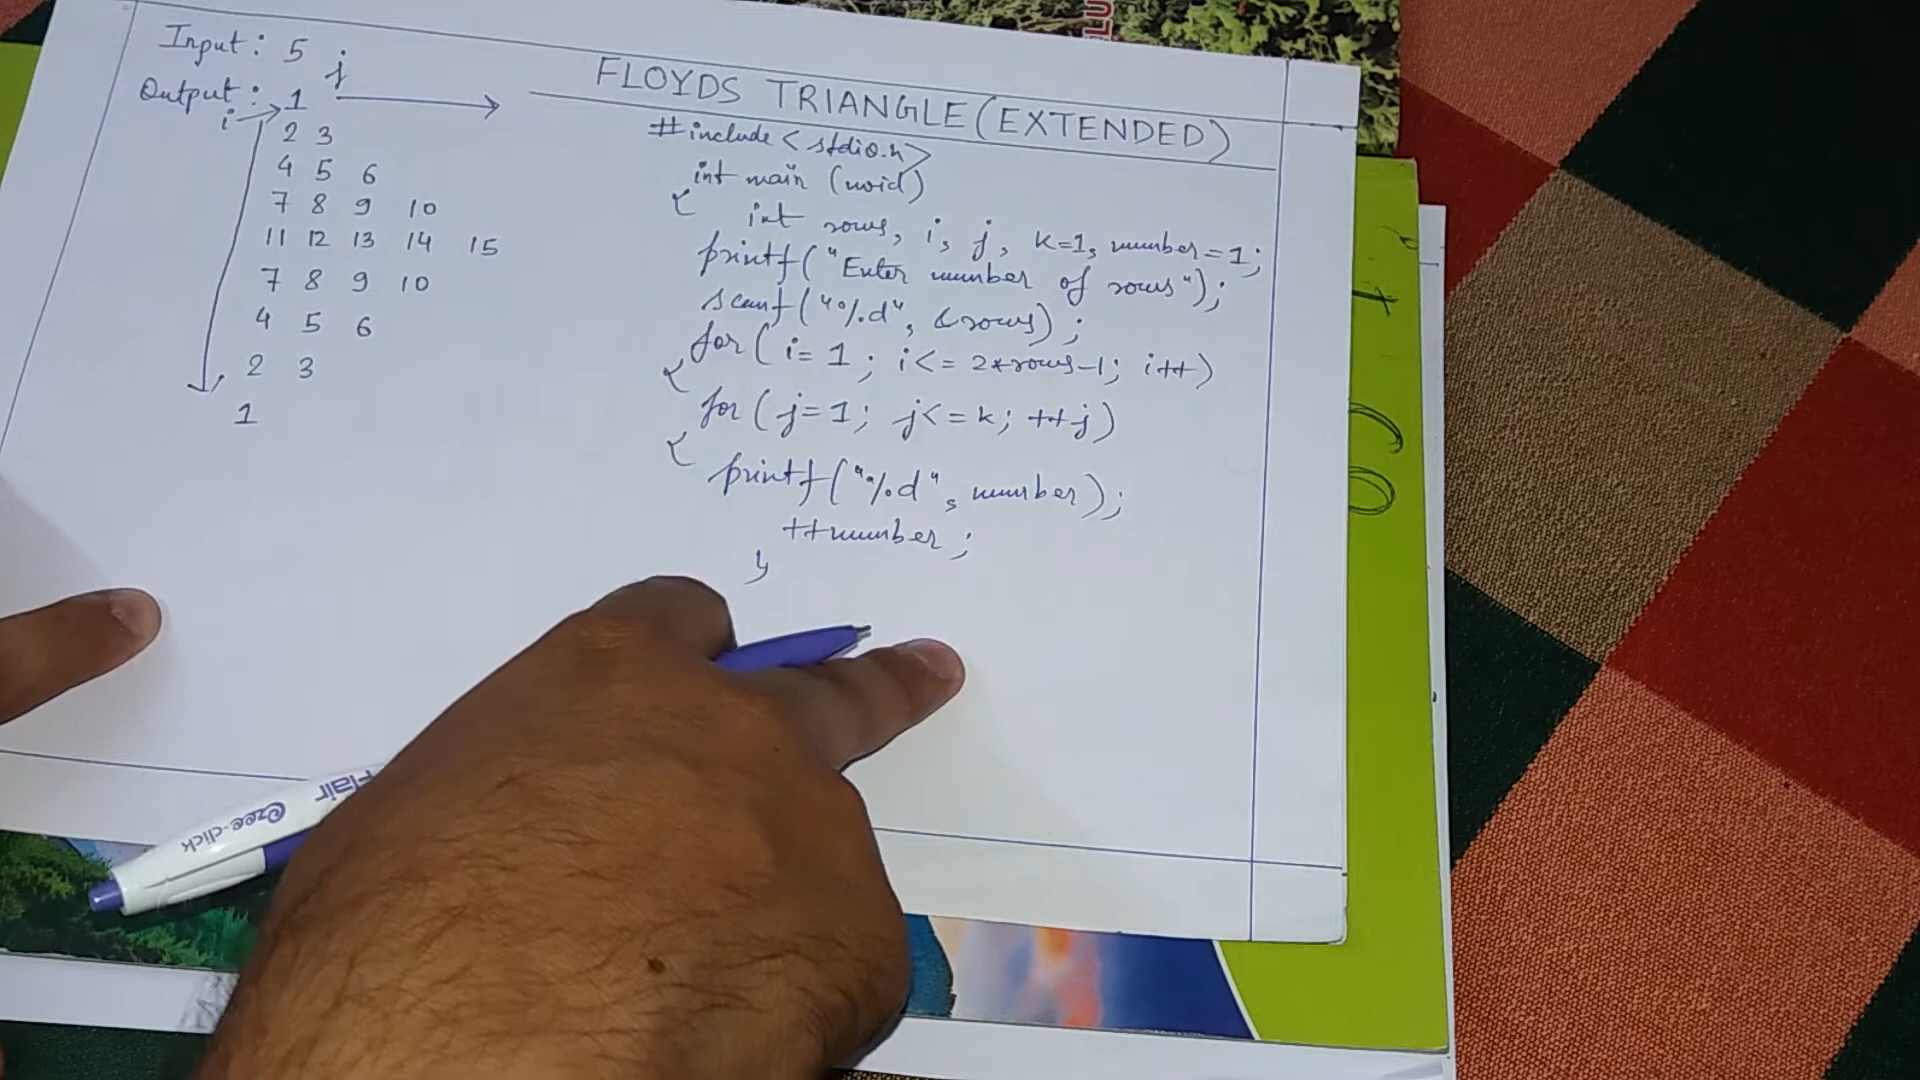 Input: 5
j
Output: 1
i
2 3
4 5 6
7 8 9 10
11 12 13 14 15
7 8 9 10
4 5 6
2 3
1
FLOYDS TRIANGLE (EXTENDED)
#include <stdio.h>
int main (void)
{
int rows, i, j, k=1, number=1;
printf("Enter number of rows");
scanf("%d", &rows);
for (i=1; i<=2*rows-1; i++)
{
for (j=1; j<=k; ++j)
{
printf("%d", number);
++number;
}
Flair Ezee-click
LU